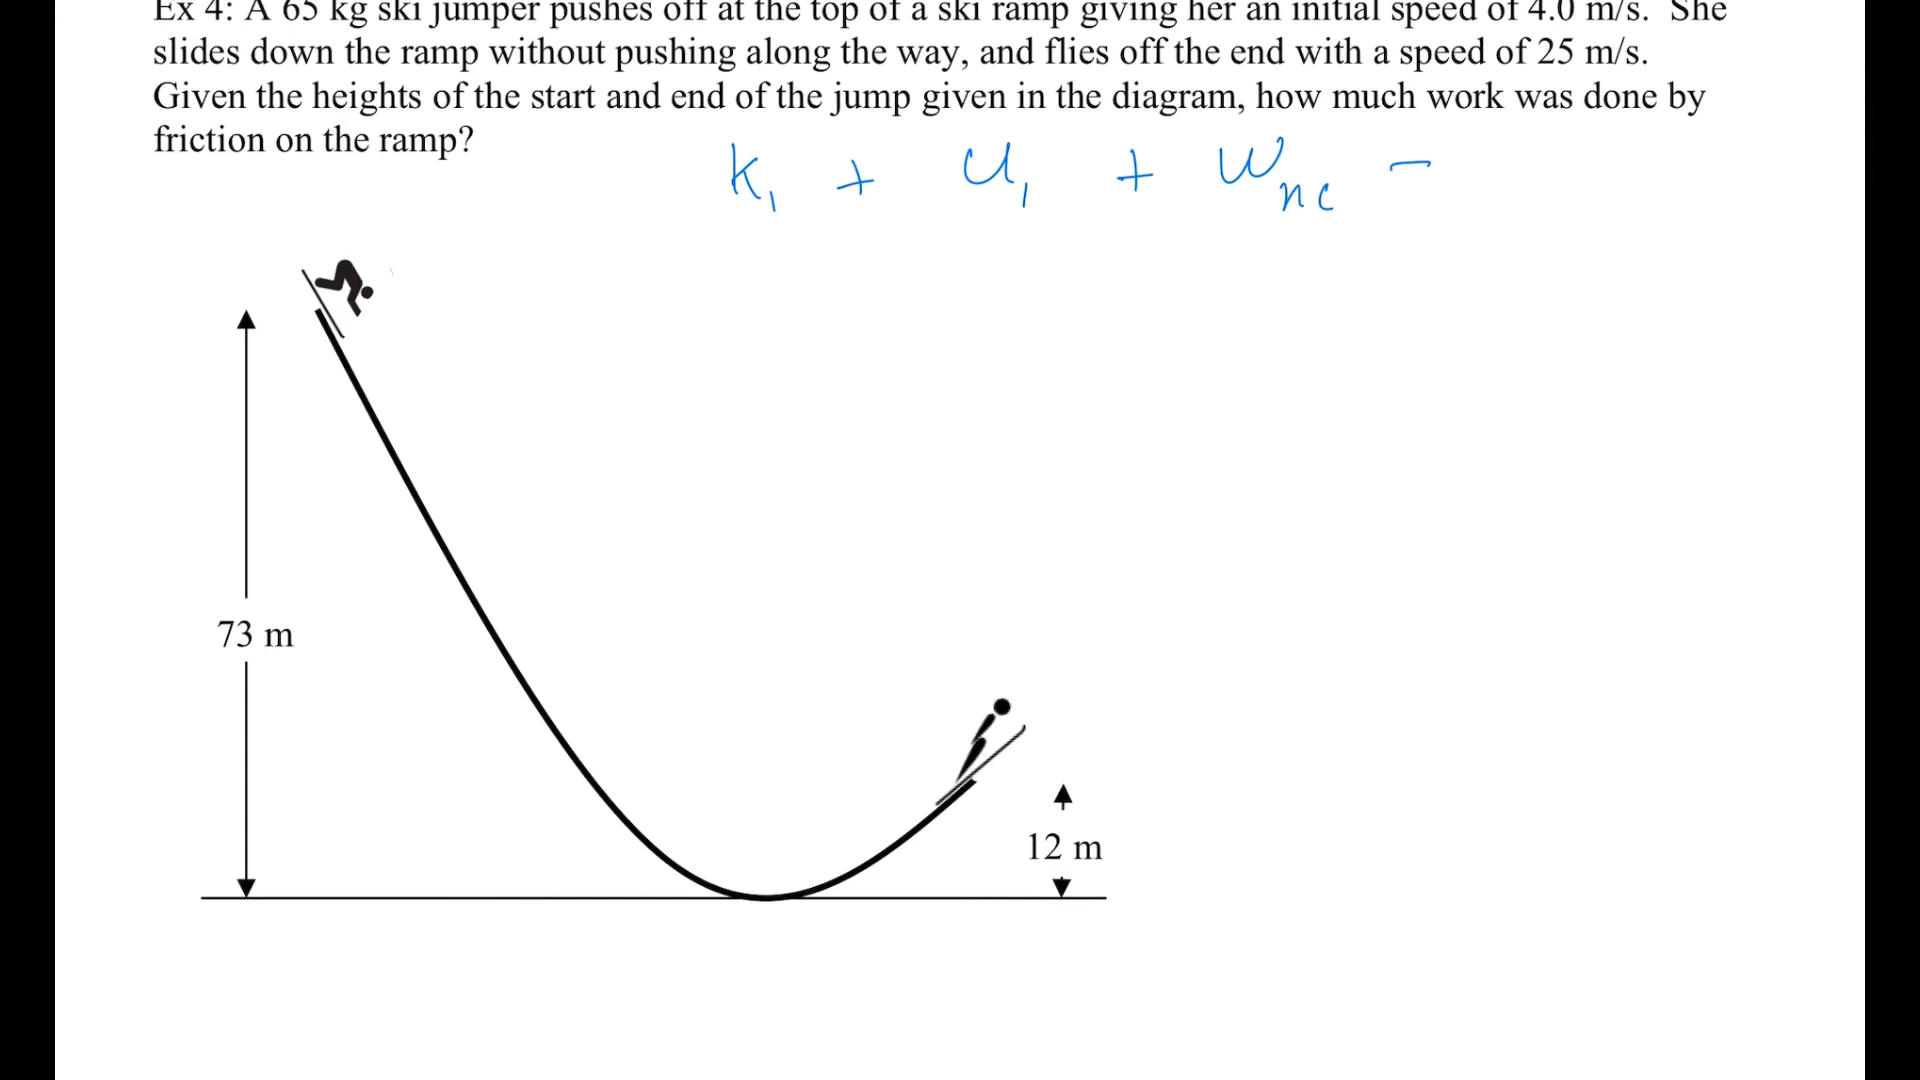 Ex 4: A 65 kg ski jumper pushes off at the top of a ski ramp giving her an initial speed of 4.0 m/s. She
slides down the ramp without pushing along the way, and flies off the end with a speed of 25 m/s.
Given the heights of the start and end of the jump given in the diagram, how much work was done by
friction on the ramp?
K₁ + U₁ + Wnc -
73 m
12 m